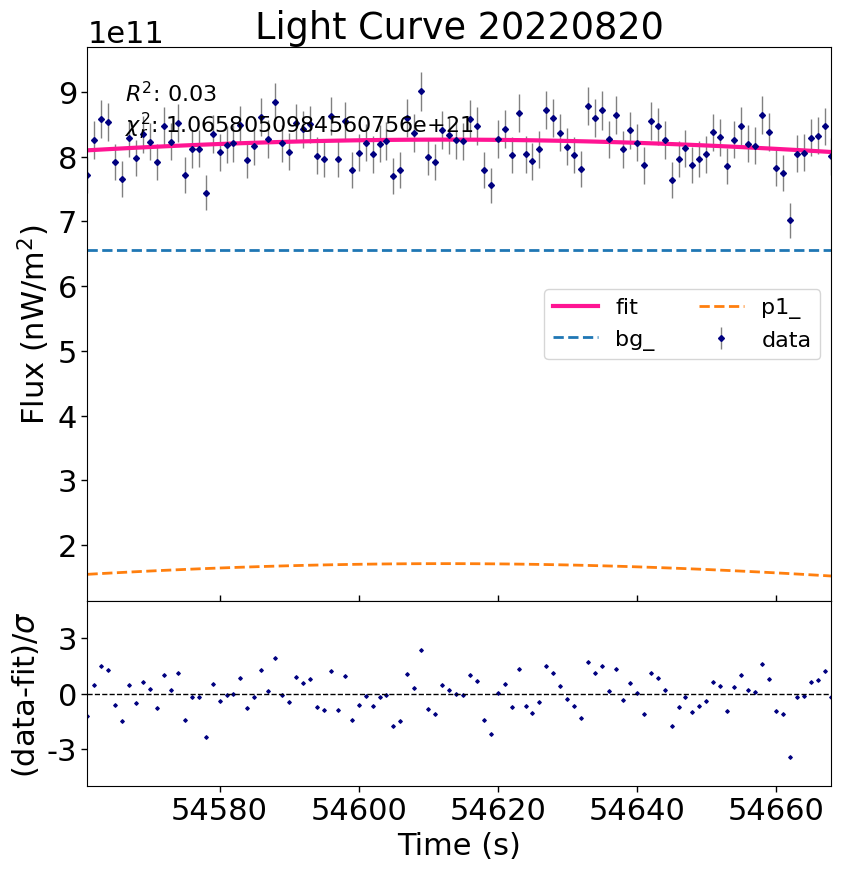 Light Curve 20220820
1e11
R²: 0.03
χᵣ²: 1.0658050984560756e+21
9
8
7
6
5
4
3
2
Flux (nW/m²)
fit
bg_
p1_
data
3
0
-3
(data-fit)/σ
54580 54600 54620 54640 54660
Time (s)